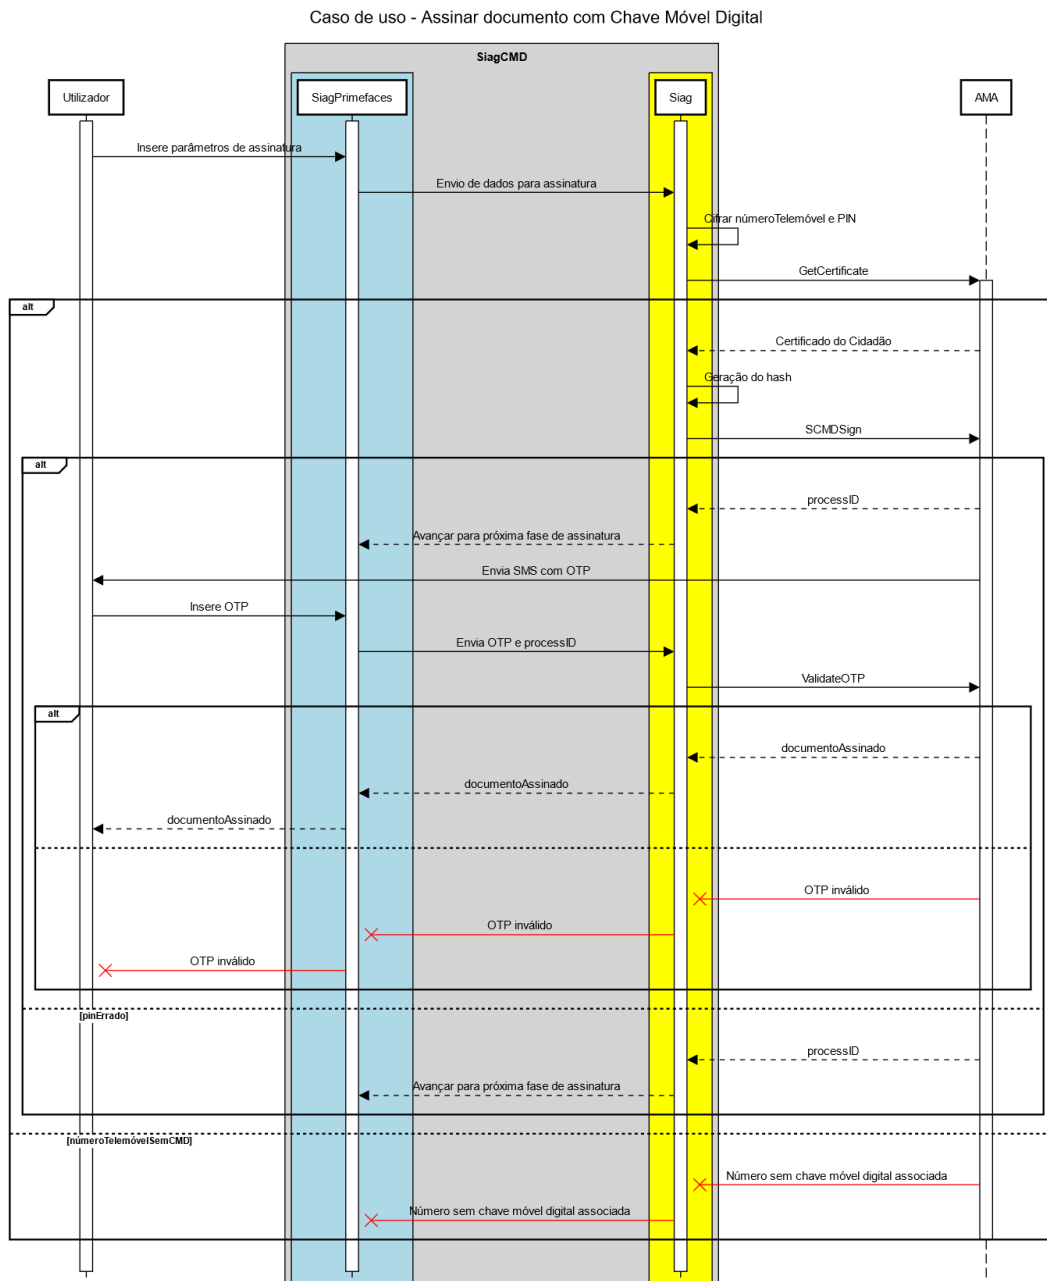 Caso de uso - Assinar documento com Chave Móvel Digital
SiagCMD
Utilizador
SiagPrimefaces
Siag
AMA
Insere parâmetros de assinatura
Envio de dados para assinatura
Cifrar númeroTelemóvel e PIN
GetCertificate
alt
Certificado do Cidadão
Geração do hash
SCMDSign
alt
processID
Avançar para próxima fase de assinatura
Envia SMS com OTP
Insere OTP
Envia OTP e processID
ValidateOTP
alt
documentoAssinado
documentoAssinado
documentoAssinado
OTP inválido
OTP inválido
OTP inválido
[pinErrado]
processID
Avançar para próxima fase de assinatura
[númeroTelemóvelSemCMD]
Número sem chave móvel digital associada
Número sem chave móvel digital associada